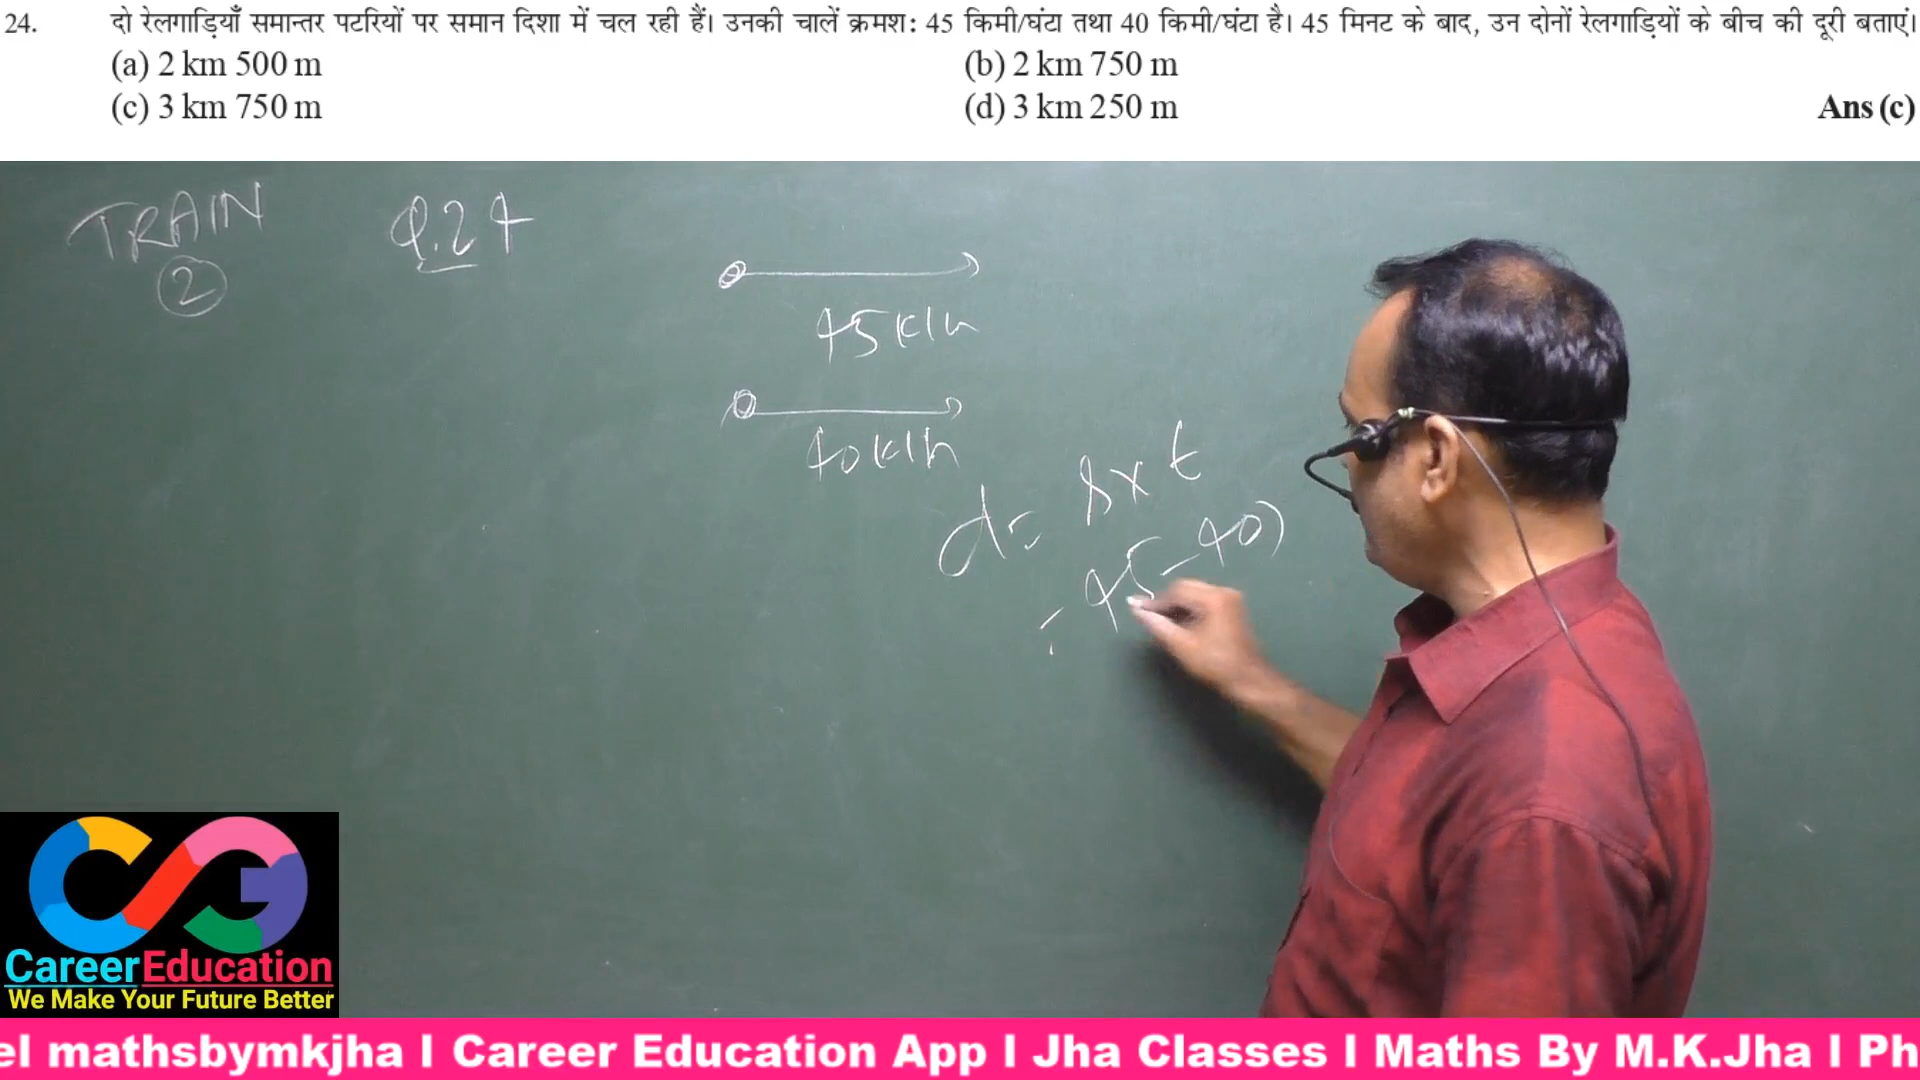 24. दो रेलगाड़ियाँ समान्तर पटरियों पर समान दिशा में चल रही हैं। उनकी चालें क्रमश: 45 किमी/घंटा तथा 40 किमी/घंटा है। 45 मिनट के बाद, उन दोनों रेलगाड़ियों के बीच की दूरी बताएं।
(a) 2 km 500 m (b) 2 km 750 m
(c) 3 km 750 m (d) 3 km 250 m Ans (c)
TRAIN Q.24
2
45 k/h
40 k/h
d = s x t
= 45 - 40)
Career Education
We Make Your Future Better
el mathsbymkjha I Career Education App I Jha Classes I Maths By M.K.Jha I Ph